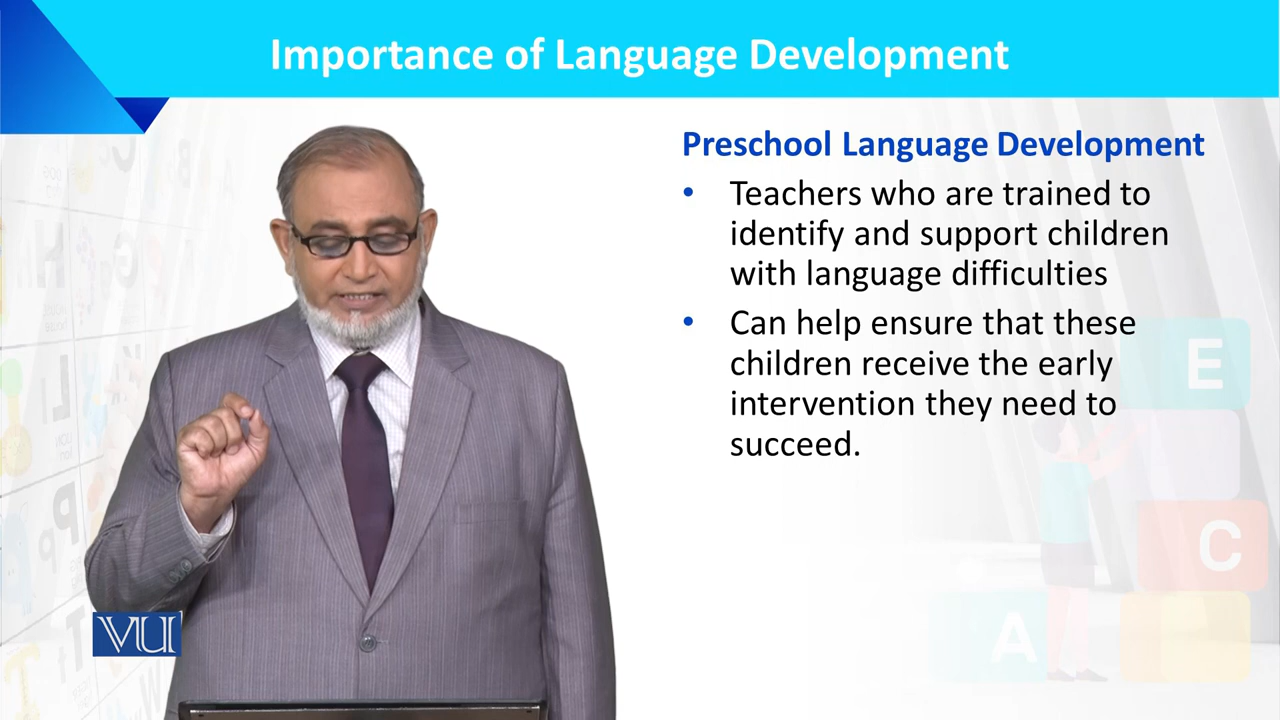 Importance of Language Development
Preschool Language Development
• Teachers who are trained to
identify and support children
with language difficulties
• Can help ensure that these
children receive the early
intervention they need to
succeed.
E
C
A
VU